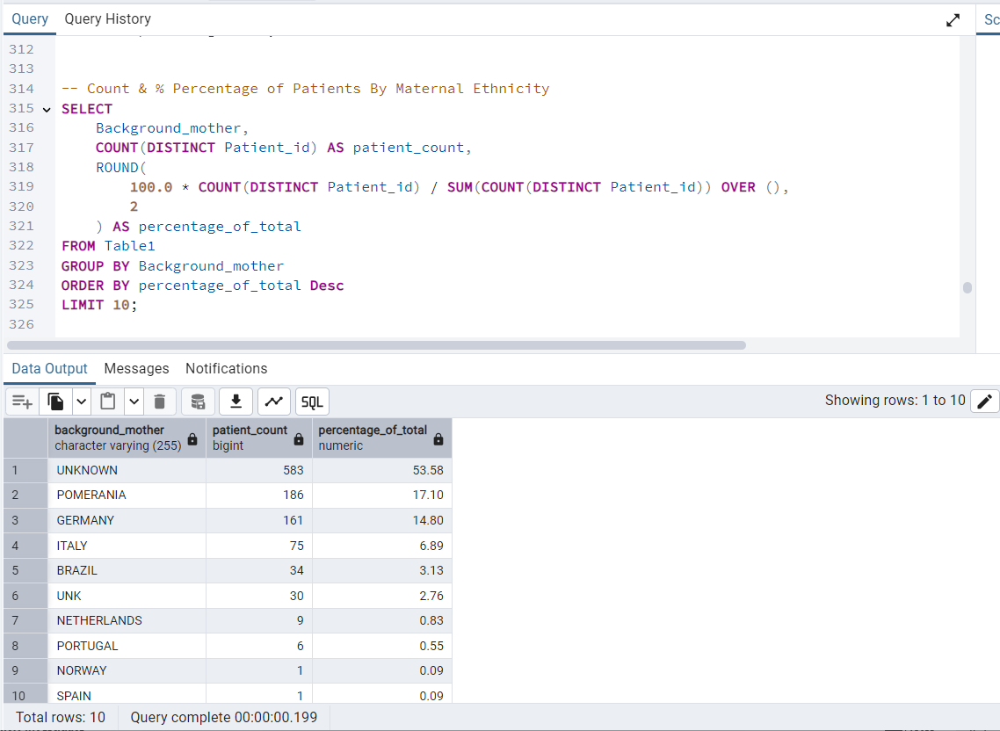 Query Query History
Sc
312
313
314 -- Count & % Percentage of Patients By Maternal Ethnicity
315 SELECT
316 Background_mother,
317 COUNT(DISTINCT Patient_id) AS patient_count,
318 ROUND(
319 100.0 * COUNT(DISTINCT Patient_id) / SUM(COUNT(DISTINCT Patient_id)) OVER (),
320 2
321 ) AS percentage_of_total
322 FROM Table1
323 GROUP BY Background_mother
324 ORDER BY percentage_of_total Desc
325 LIMIT 10;
326
Data Output Messages Notifications
SQL
Showing rows: 1 to 10
background_mother patient_count percentage_of_total
character varying (255) bigint numeric
1 UNKNOWN 583 53.58
2 POMERANIA 186 17.10
3 GERMANY 161 14.80
4 ITALY 75 6.89
5 BRAZIL 34 3.13
6 UNK 30 2.76
7 NETHERLANDS 9 0.83
8 PORTUGAL 6 0.55
9 NORWAY 1 0.09
10 SPAIN 1 0.09
Total rows: 10 Query complete 00:00:00.199